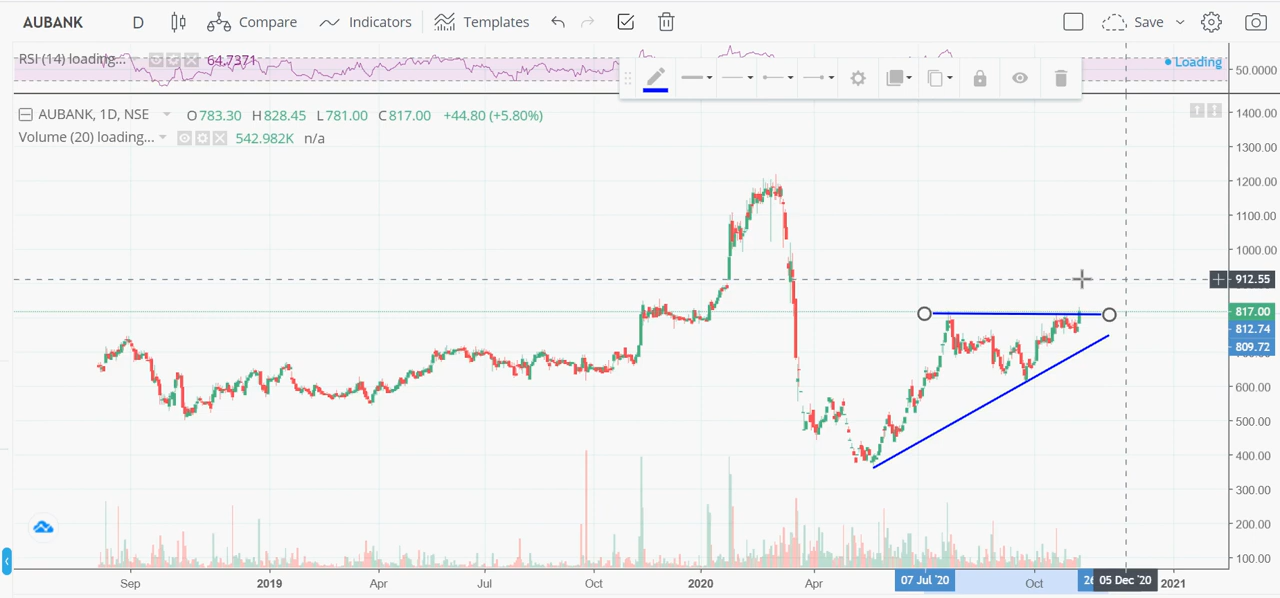 AUBANK D Compare Indicators Templates Save
RSI (14) loading... 64.7371
Loading
50.0000
AUBANK, 1D, NSE O783.30 H828.45 L781.00 C817.00 +44.80 (+5.80%)
Volume (20) loading... 542.982K n/a
1400.00
1300.00
1200.00
1100.00
1000.00
912.55
817.00
812.74
809.72
600.00
500.00
400.00
300.00
200.00
100.00
Sep 2019 Apr Jul Oct 2020 Apr 07 Jul '20 Oct 26 05 Dec '20 2021